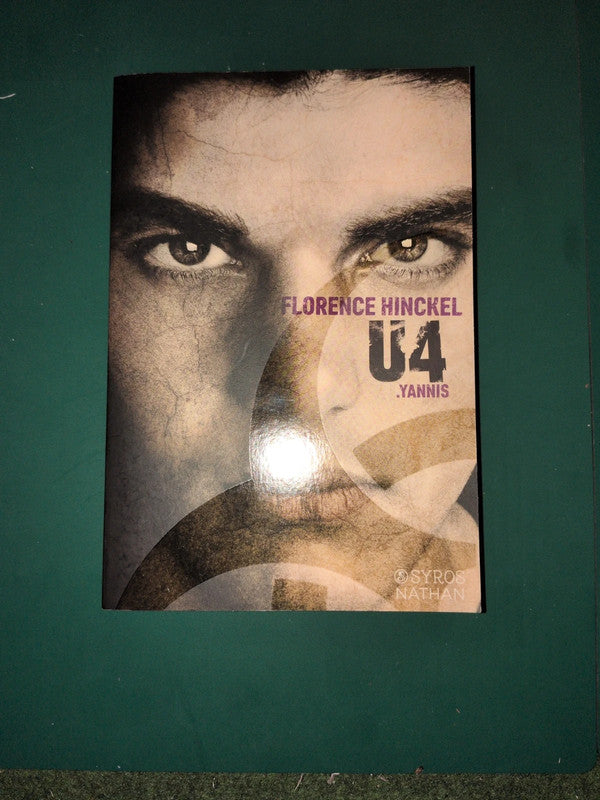 FLORENCE HINCKEL
U4
.YANNIS
SYROS
NATHAN